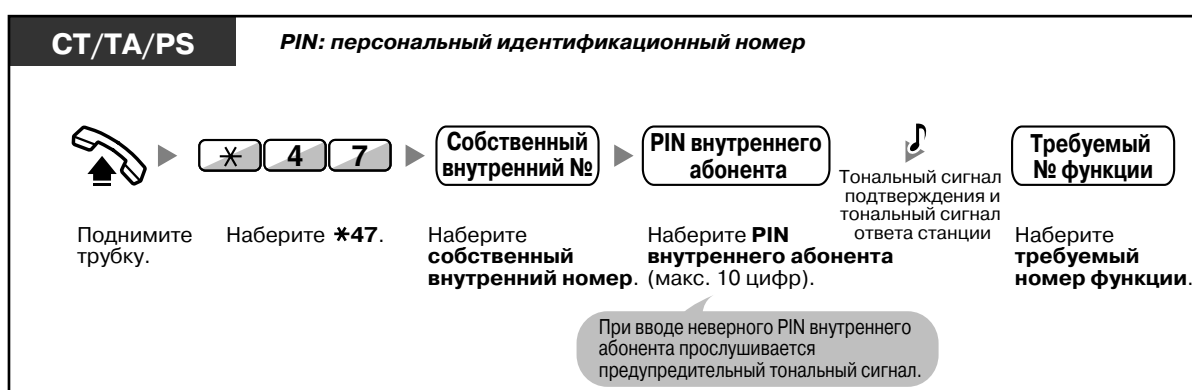 CT/TA/PS
PIN: персональный идентификационный номер
✳ 4 7
Собственный
внутренний №
PIN внутреннего
абонента
Тональный сигнал
подтверждения и
тональный сигнал
ответа станции
Требуемый
№ функции
Поднимите
трубку.
Наберите ✳47.
Наберите
собственный
внутренний номер.
Наберите PIN
внутреннего абонента
(макс. 10 цифр).
Наберите
требуемый
номер функции.
При вводе неверного PIN внутреннего
абонента прослушивается
предупредительный тональный сигнал.